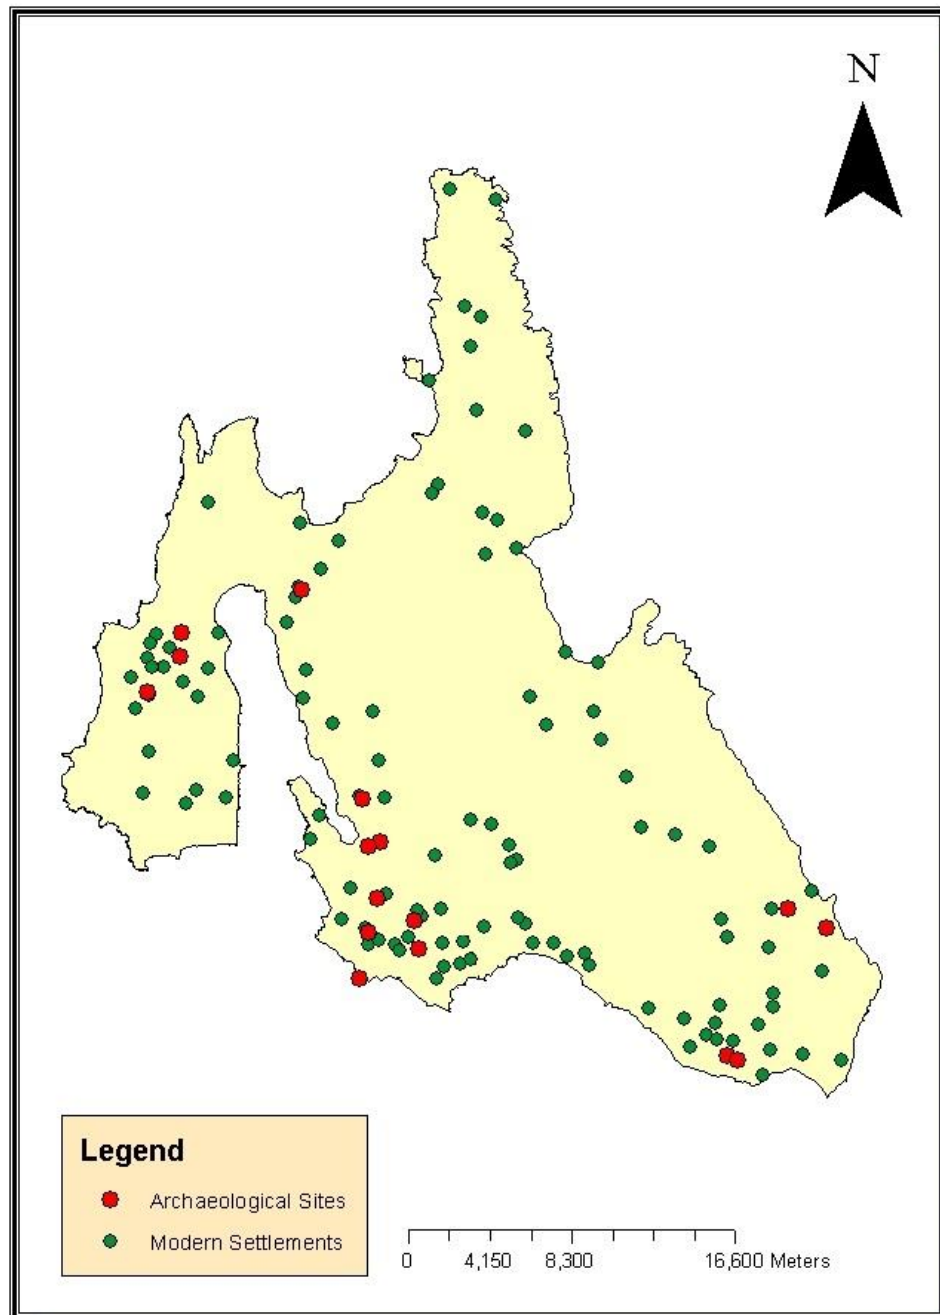 N
Legend
Archaeological Sites
Modern Settlements
0 4,150 8,300 16,600 Meters